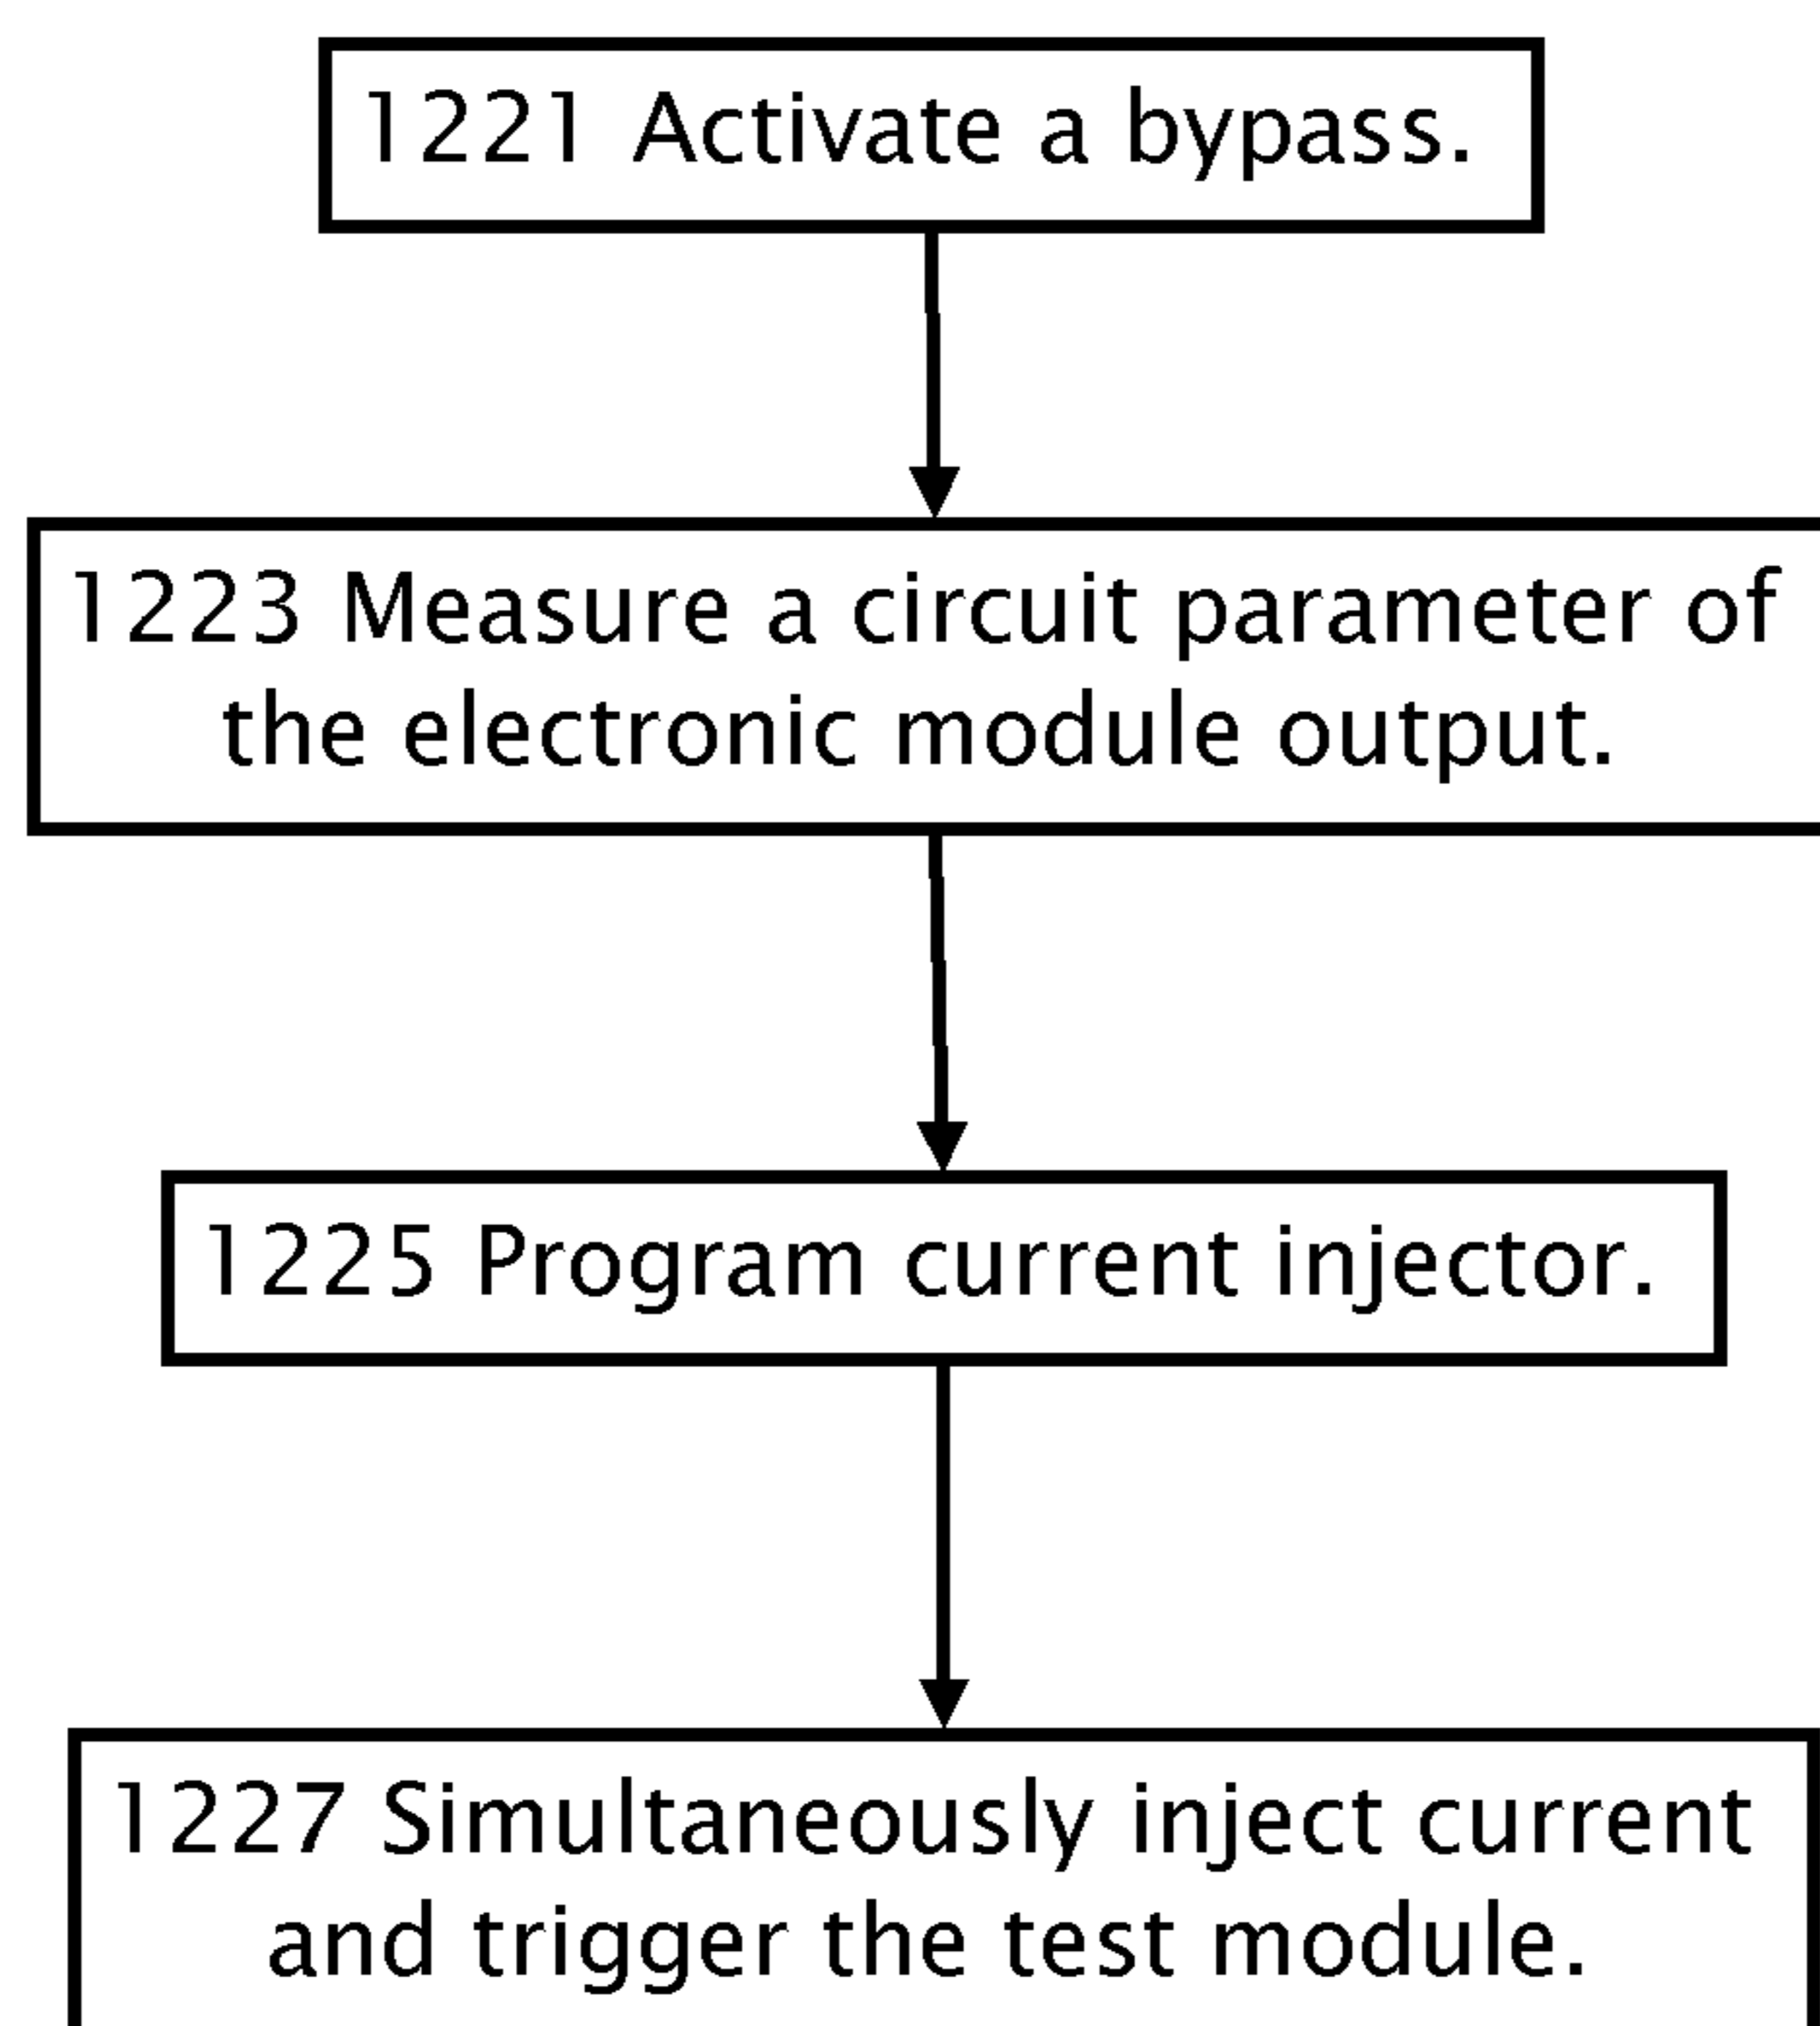 1221 Activate a bypass.
1223 Measure a circuit parameter of
the electronic module output.
1225 Program current injector.
1227 Simultaneously inject current
and trigger the test module.